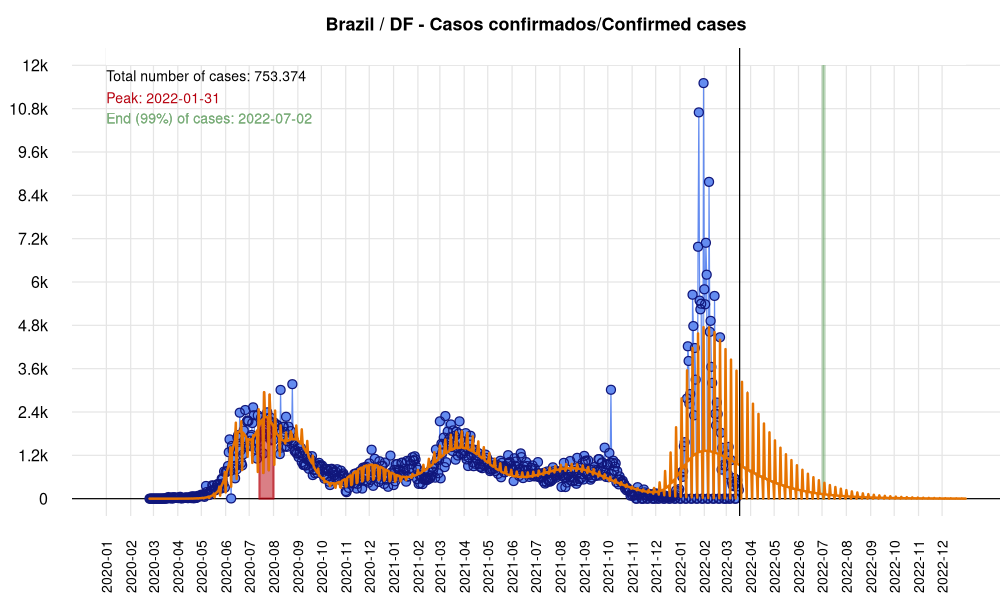 Brazil / DF - Casos confirmados/Confirmed cases
Total number of cases: 753.374
Peak: 2022-01-31
End (99%) of cases: 2022-07-02
12k
10.8k
9.6k
8.4k
7.2k
6k
4.8k
3.6k
2.4k
1.2k
0
2020-01
2020-02
2020-03
2020-04
2020-05
2020-06
2020-07
2020-08
2020-09
2020-10
2020-11
2020-12
2021-01
2021-02
2021-03
2021-04
2021-05
2021-06
2021-07
2021-08
2021-09
2021-10
2021-11
2021-12
2022-01
2022-02
2022-03
2022-04
2022-05
2022-06
2022-07
2022-08
2022-09
2022-10
2022-11
2022-12